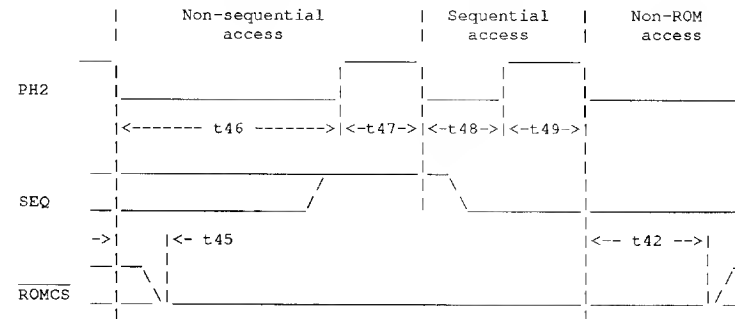 Non-sequential access
Sequential access
Non-ROM access
PH2
<------- t46 ------->
<-t47->
<-t48->
<-t49->
SEQ
->
|<- t45
<-- t42 -->
ROMCS